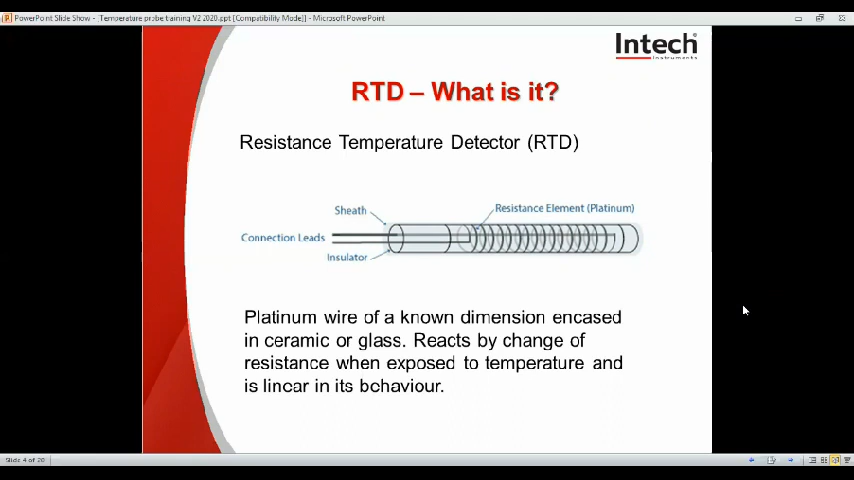 PowerPoint Slide Show - [Temperature probe training V2 2020.ppt [Compatibility Mode]] - Microsoft PowerPoint
Intech
Instruments
RTD – What is it?
Resistance Temperature Detector (RTD)
Sheath
Resistance Element (Platinum)
Connection Leads
Insulator
Platinum wire of a known dimension encased
in ceramic or glass. Reacts by change of
resistance when exposed to temperature and
is linear in its behaviour.
Slide 4 of 20